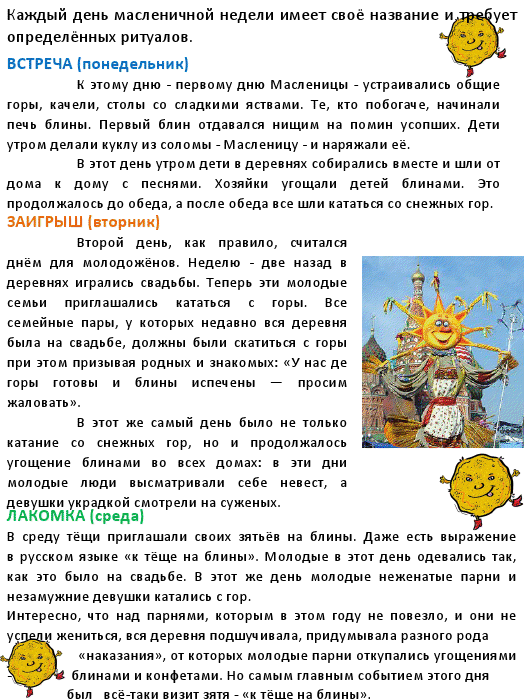 Каждый день масленичной недели имеет своё название и требует
определённых ритуалов.
ВСТРЕЧА (понедельник)
К этому дню - первому дню Масленицы - устраивались общие
горы, качели, столы со сладкими яствами. Те, кто побогаче, начинали
печь блины. Первый блин отдавался нищим на помин усопших. Дети
утром делали куклу из соломы - Масленицу - и наряжали её.
В этот день утром дети в деревнях собирались вместе и шли от
дома к дому с песнями. Хозяйки угощали детей блинами. Это
продолжалось до обеда, а после обеда все шли кататься со снежных гор.
ЗАИГРЫШ (вторник)
Второй день, как правило, считался
днём для молодожёнов. Неделю - две назад в
деревнях игрались свадьбы. Теперь эти молодые
семьи приглашались кататься с горы. Все
семейные пары, у которых недавно вся деревня
была на свадьбе, должны были скатиться с горы
при этом призывая родных и знакомых: «У нас де
горы готовы и блины испечены — просим
жаловать».
В этот же самый день было не только
катание со снежных гор, но и продолжалось
угощение блинами во всех домах: в эти дни
молодые люди высматривали себе невест, а
девушки украдкой смотрели на суженых.
ЛАКОМКА (среда)
В среду тёщи приглашали своих зятьёв на блины. Даже есть выражение
в русском языке «к тёще на блины». Молодые в этот день одевались так,
как это было на свадьбе. В этот же день молодые неженатые парни и
незамужние девушки катались с гор.
Интересно, что над парнями, которым в этом году не повезло, и они не
успели жениться, вся деревня подшучивала, придумывала разного рода
«наказания», от которых молодые парни откупались угощениями
блинами и конфетами. Но самым главным событием этого дня
был всё-таки визит зятя - «к тёще на блины».